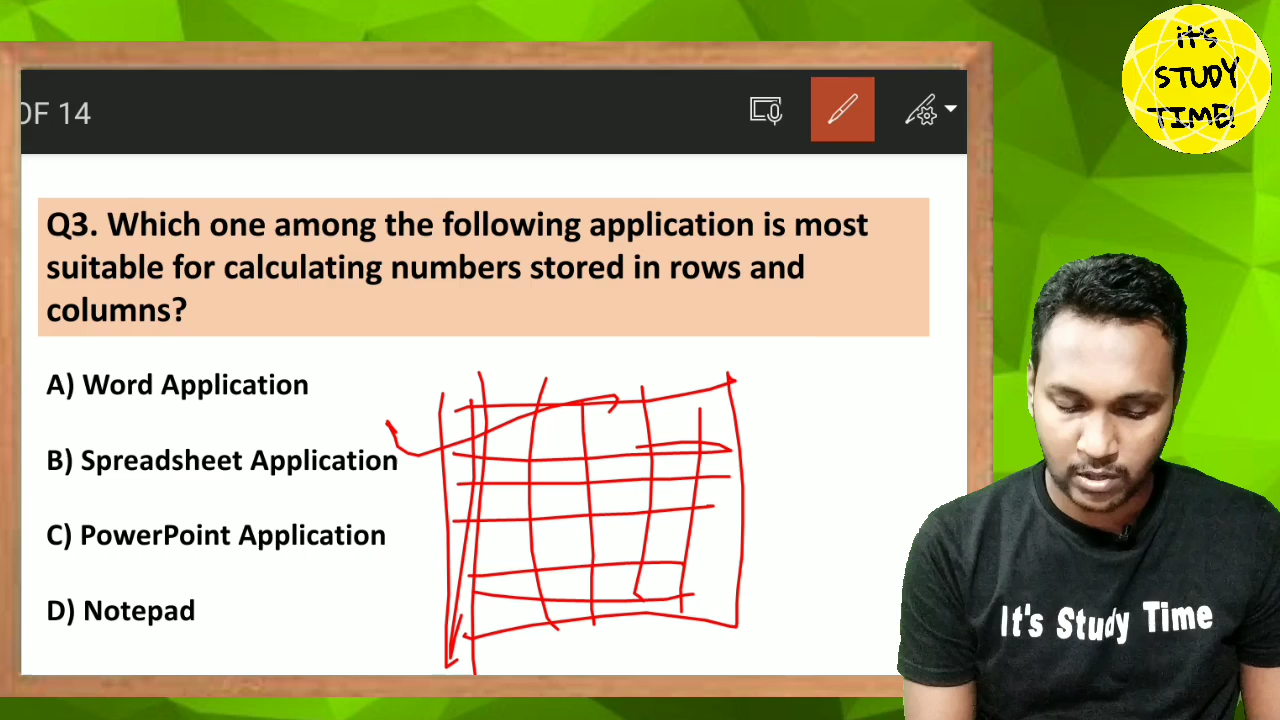 OF 14
it's
STUDY
TIME!
Q3. Which one among the following application is most
suitable for calculating numbers stored in rows and
columns?
A) Word Application
B) Spreadsheet Application
C) PowerPoint Application
D) Notepad
It's Study Time